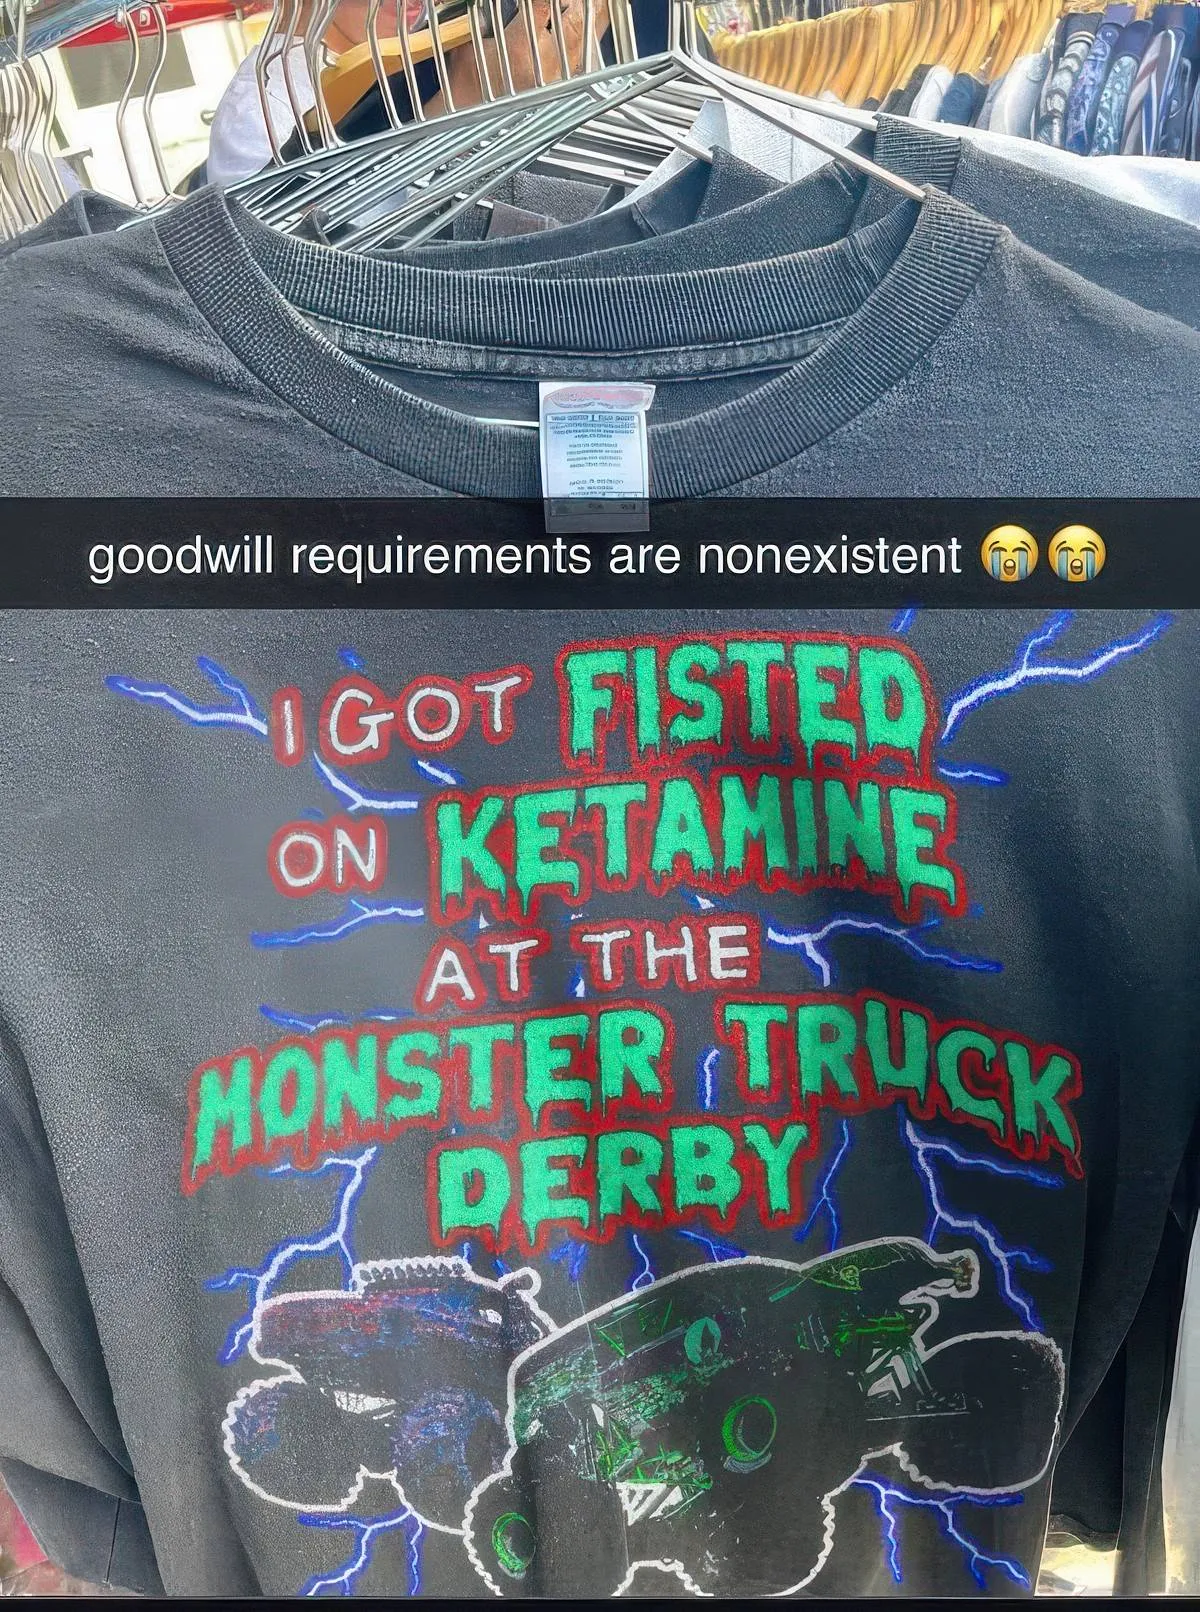 goodwill requirements are nonexistent 😭😭
I GOT FISTED
ON KETAMINE
AT THE
MONSTER TRUCK
DERBY